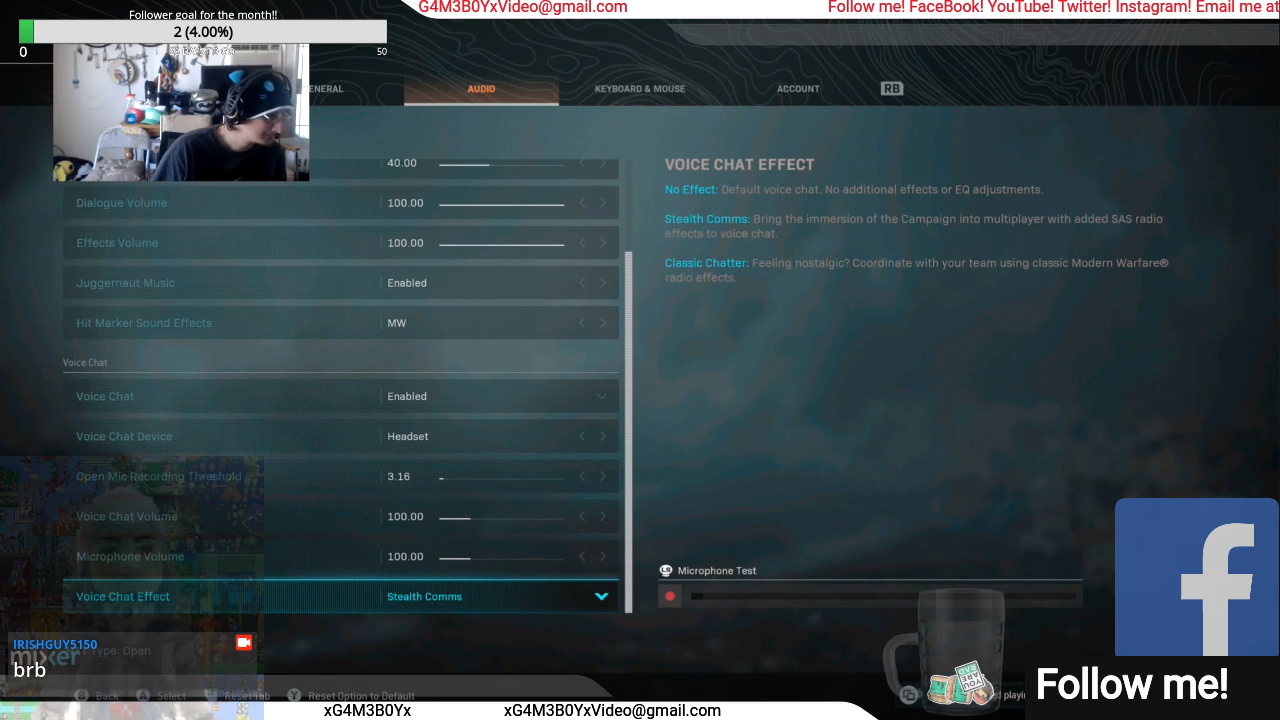 G4M3B0YxVideo@gmail.com
Follow me! FaceBook! YouTube! Twitter! Instagram! Email me at
Follower goal for the month!!
2 (4.00%)
0
50
ENERAL
AUDIO
KEYBOARD & MOUSE
ACCOUNT
RB
40.00
Dialogue Volume 100.00
Effects Volume 100.00
Juggernaut Music Enabled
Hit Marker Sound Effects MW
Voice Chat
Voice Chat Enabled
Voice Chat Device Headset
Open Mic Recording Threshold 3.16
Voice Chat Volume 100.00
Microphone Volume 100.00
Voice Chat Effect Stealth Comms
VOICE CHAT EFFECT
No Effect: Default voice chat. No additional effects or EQ adjustments.
Stealth Comms: Bring the immersion of the Campaign into multiplayer with added SAS radio
effects to voice chat.
Classic Chatter: Feeling nostalgic? Coordinate with your team using classic Modern Warfare®
radio effects.
Microphone Test
IRISHGUY5150
mixer
Type: Open
brb
B Back A Select Reset Tab Y Reset Option to Default
YOU ARE
playin
f
Follow me!
xG4M3B0Yx
xG4M3B0YxVideo@gmail.com